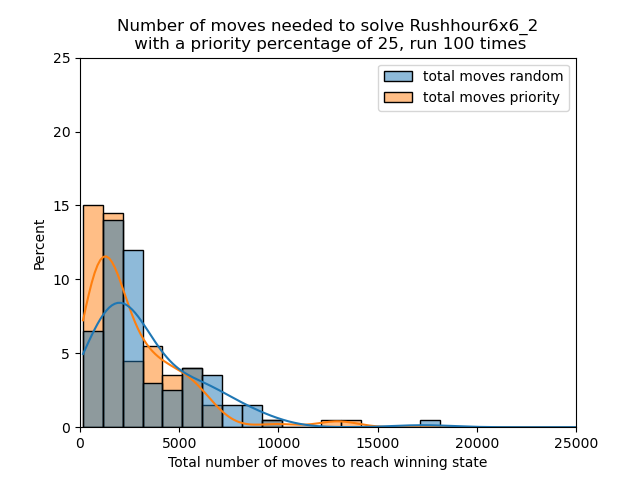 Number of moves needed to solve Rushhour6x6_2
with a priority percentage of 25, run 100 times
25
20
15
10
5
0
Percent
total moves random
total moves priority
0 5000 10000 15000 20000 25000
Total number of moves to reach winning state